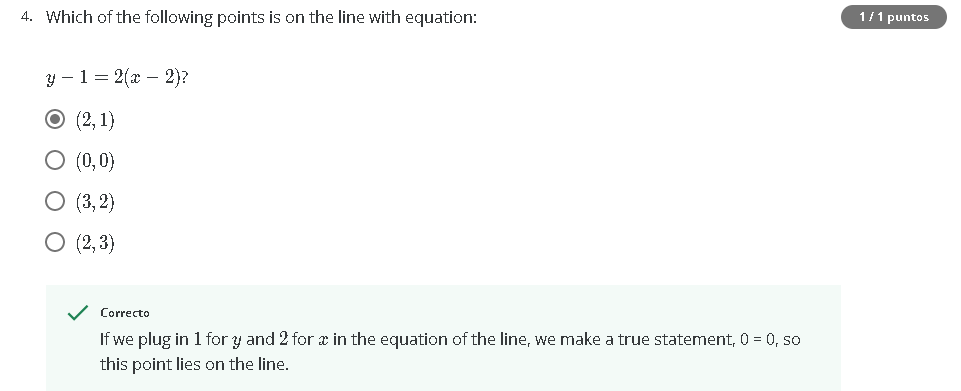 4. Which of the following points is on the line with equation:
1 / 1 puntos
y − 1 = 2(x − 2)?
(2, 1)
(0, 0)
(3, 2)
(2, 3)
Correcto
If we plug in 1 for y and 2 for x in the equation of the line, we make a true statement, 0 = 0, so
this point lies on the line.